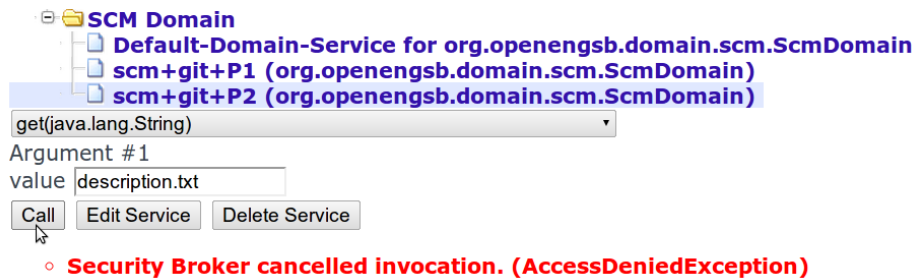 SCM Domain
Default-Domain-Service for org.openengsb.domain.scm.ScmDomain
scm+git+P1 (org.openengsb.domain.scm.ScmDomain)
scm+git+P2 (org.openengsb.domain.scm.ScmDomain)
get(java.lang.String)
Argument #1
value description.txt
Call Edit Service Delete Service
Security Broker cancelled invocation. (AccessDeniedException)